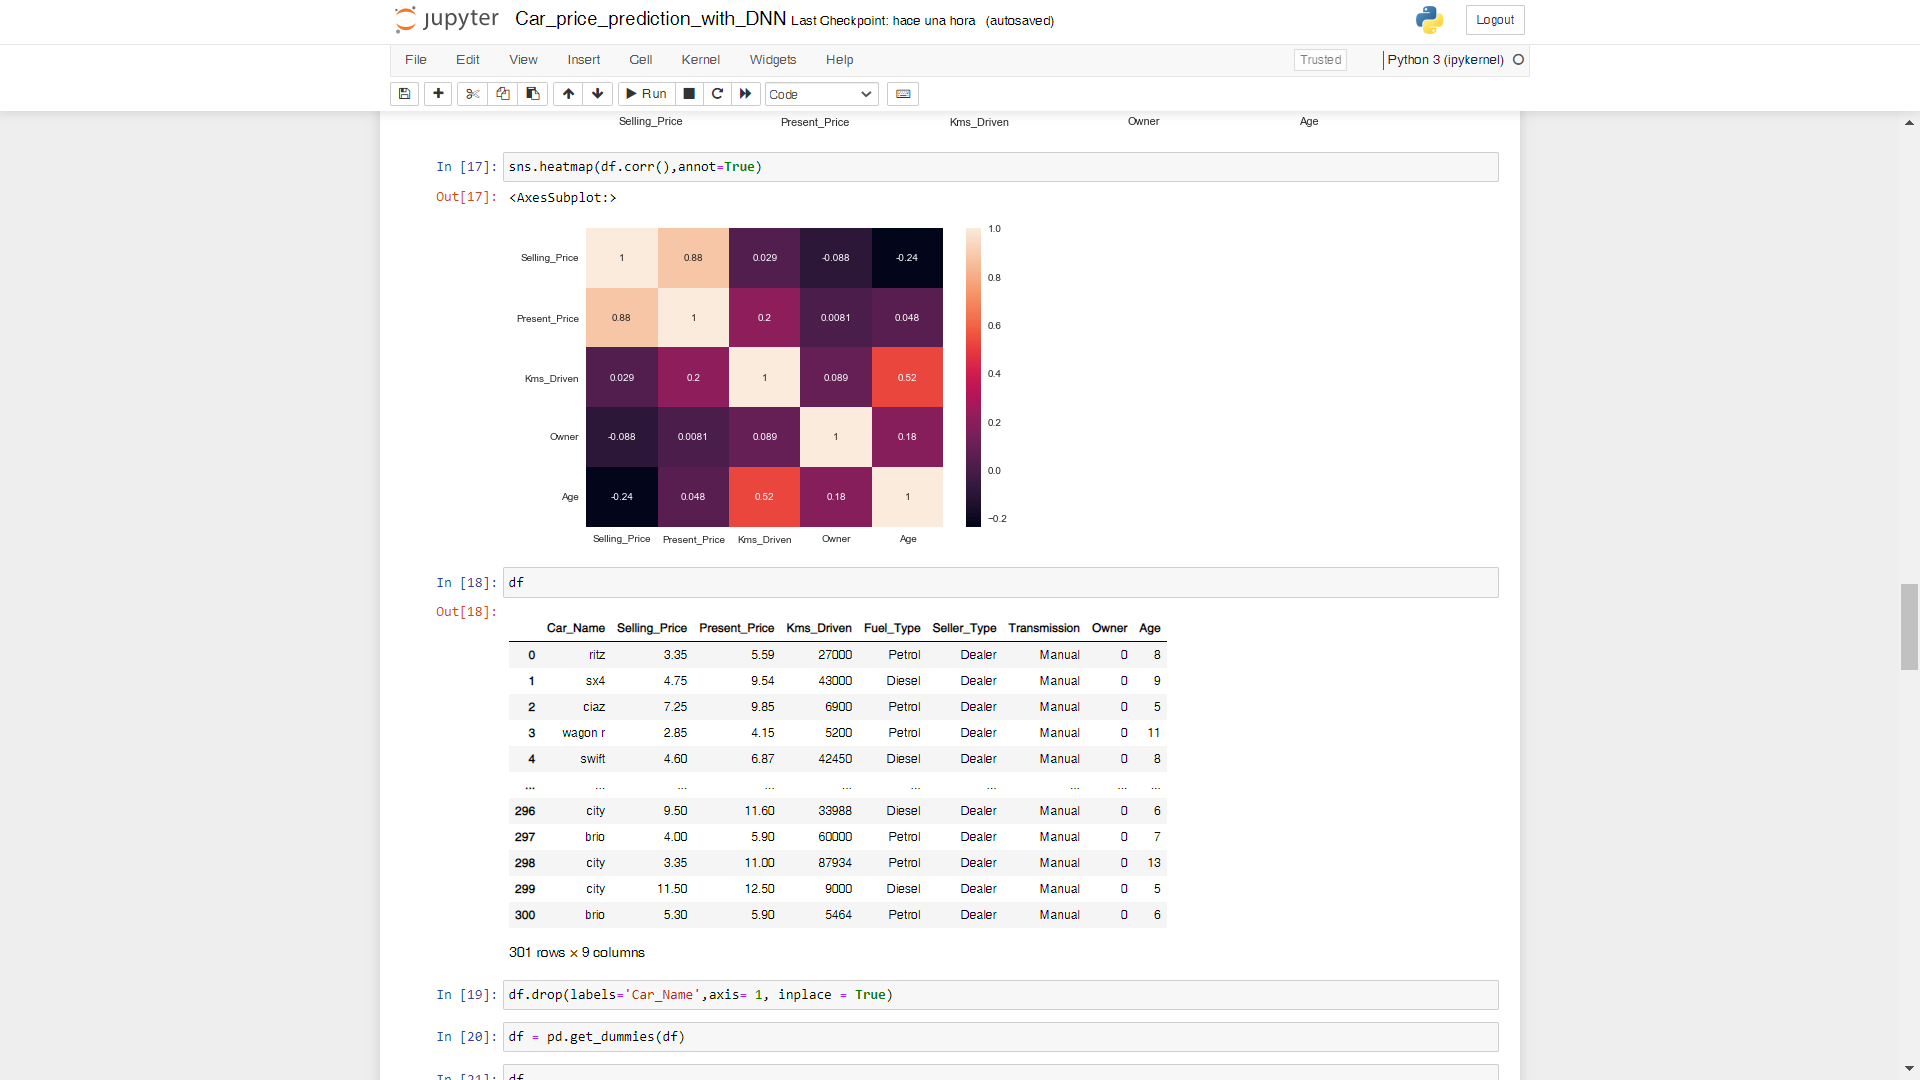 jupyter Car_price_prediction_with_DNN Last Checkpoint: hace una hora (autosaved) Logout
File Edit View Insert Cell Kernel Widgets Help Trusted Python 3 (ipykernel)
Run Code
Selling_Price Present_Price Kms_Driven Owner Age
In [17]: sns.heatmap(df.corr(),annot=True)
Out[17]: <AxesSubplot:>
1.0
Selling_Price 1 0.88 0.029 -0.088 -0.24
0.8
Present_Price 0.88 1 0.2 0.0081 0.048
0.6
Kms_Driven 0.029 0.2 1 0.089 0.52
0.4
0.2
Owner -0.088 0.0081 0.089 1 0.18
0.0
Age -0.24 0.048 0.52 0.18 1
−0.2
Selling_Price Present_Price Kms_Driven Owner Age
In [18]: df
Out[18]:
Car_Name Selling_Price Present_Price Kms_Driven Fuel_Type Seller_Type Transmission Owner Age
0 ritz 3.35 5.59 27000 Petrol Dealer Manual 0 8
1 sx4 4.75 9.54 43000 Diesel Dealer Manual 0 9
2 ciaz 7.25 9.85 6900 Petrol Dealer Manual 0 5
3 wagon r 2.85 4.15 5200 Petrol Dealer Manual 0 11
4 swift 4.60 6.87 42450 Diesel Dealer Manual 0 8
... ... ... ... ... ... ... ... ... ...
296 city 9.50 11.60 33988 Diesel Dealer Manual 0 6
297 brio 4.00 5.90 60000 Petrol Dealer Manual 0 7
298 city 3.35 11.00 87934 Petrol Dealer Manual 0 13
299 city 11.50 12.50 9000 Diesel Dealer Manual 0 5
300 brio 5.30 5.90 5464 Petrol Dealer Manual 0 6
301 rows × 9 columns
In [19]: df.drop(labels='Car_Name',axis= 1, inplace = True)
In [20]: df = pd.get_dummies(df)
In [21]: df